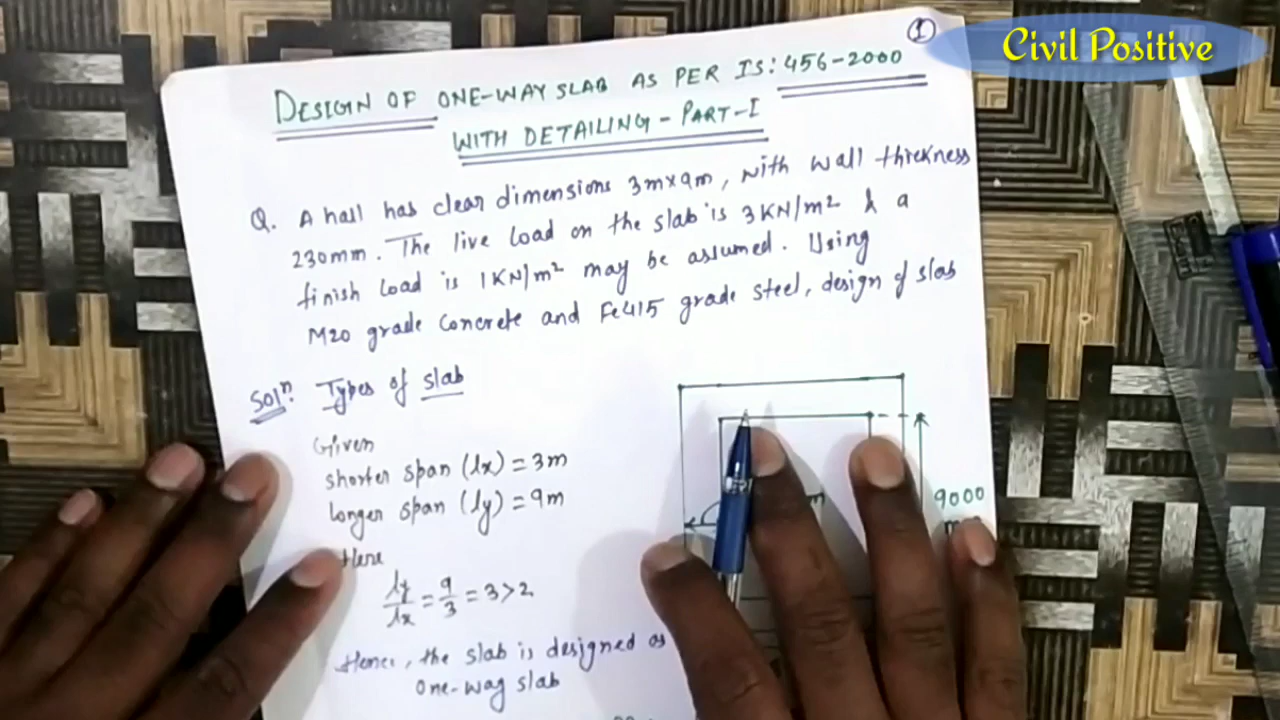 ①
Civil Positive
DESIGN OF ONE-WAY SLAB AS PER IS: 456-2000
WITH DETAILING - PART-I
Q. A hall has clear dimensions 3m×9m, with wall thickness
230mm. The live load on the slab is 3 KN/m² & a
finish load is 1 KN/m² may be assumed. Using
M20 grade concrete and Fe415 grade steel, design of slab
Solⁿ: Types of slab
Given
shorter span (lx) = 3m
longer span (ly) = 9m
Here
ly/lx = 9/3 = 3 > 2
Hence, the slab is designed as
one-way slab
9000